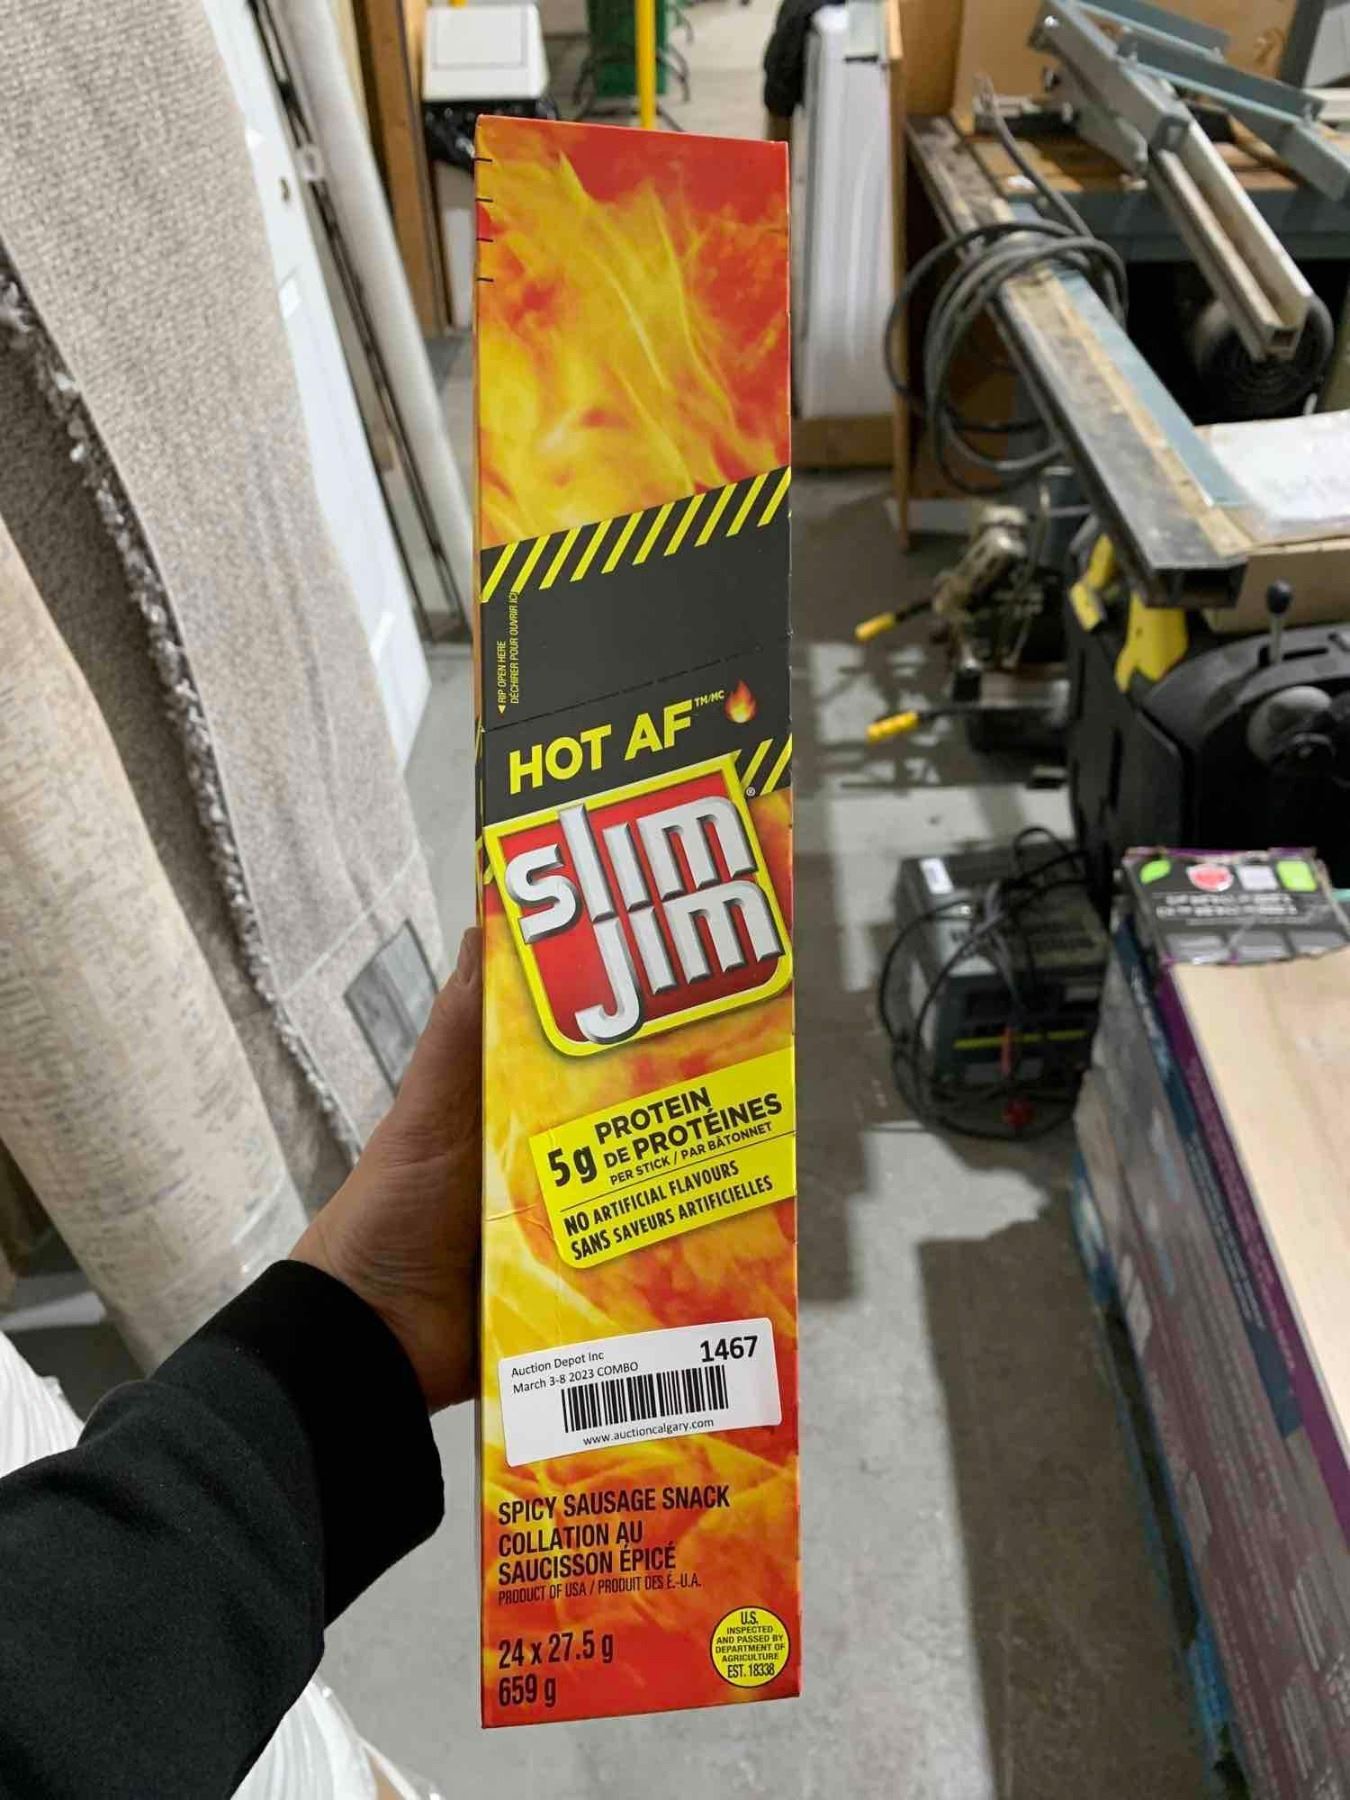 ◄ RIP OPEN HERE
DÉCHIRER POUR OUVRIR ICI
HOT AF TM/MC
slim
jim ®
5g PROTEIN
DE PROTÉINES
PER STICK / PAR BÂTONNET
NO ARTIFICIAL FLAVOURS
SANS SAVEURS ARTIFICIELLES
Auction Depot Inc
1467
March 3-8 2023 COMBO
www.auctioncalgary.com
SPICY SAUSAGE SNACK
COLLATION AU
SAUCISSON ÉPICÉ
PRODUCT OF USA / PRODUIT DES É.-U.A.
24 x 27.5 g
659 g
U.S.
INSPECTED
AND PASSED BY
DEPARTMENT OF
AGRICULTURE
EST. 18338